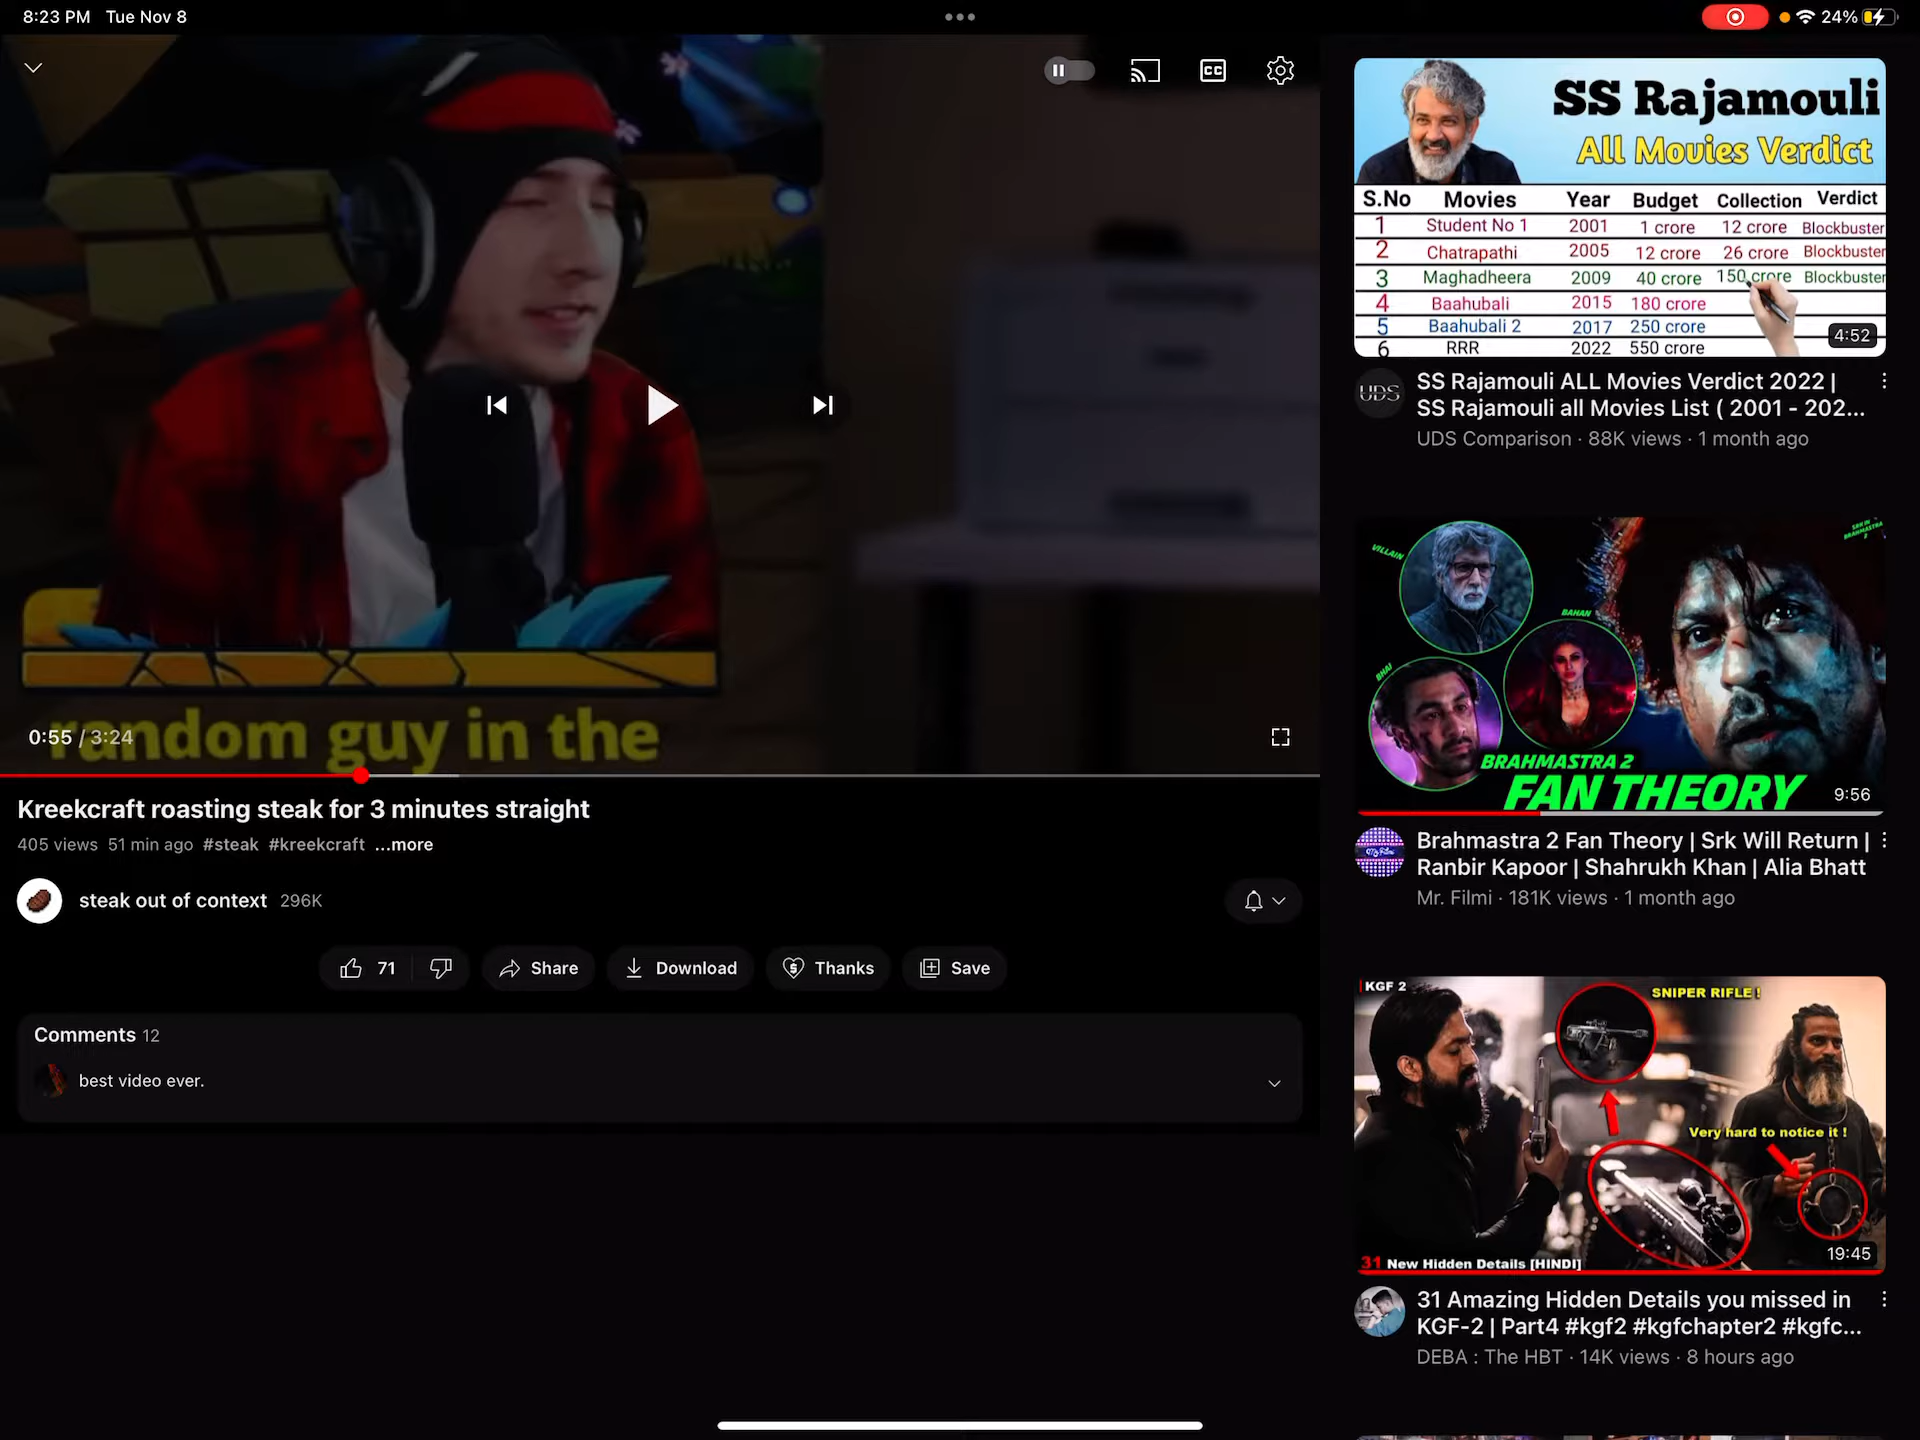 8:23 PM Tue Nov 8
24%
CC
random guy in the
0:55 / 3:24
Kreekcraft roasting steak for 3 minutes straight
405 views 51 min ago #steak #kreekcraft ...more
steak out of context 296K
71
Share
Download
Thanks
Save
Comments 12
best video ever.
SS Rajamouli
All Movies Verdict
S.No Movies Year Budget Collection Verdict
1 Student No 1 2001 1 crore 12 crore Blockbuster
2 Chatrapathi 2005 12 crore 26 crore Blockbuster
3 Maghadheera 2009 40 crore 150 crore Blockbuster
4 Baahubali 2015 180 crore
5 Baahubali 2 2017 250 crore
6 RRR 2022 550 crore
4:52
UDS
SS Rajamouli ALL Movies Verdict 2022 |
SS Rajamouli all Movies List ( 2001 - 202...
UDS Comparison · 88K views · 1 month ago
SRK IN
BRAHMASTRA
2
VILLAIN
BAHAN
BHAI
BRAHMASTRA 2
FAN THEORY
9:56
Brahmastra 2 Fan Theory | Srk Will Return |
Ranbir Kapoor | Shahrukh Khan | Alia Bhatt
Mr. Filmi · 181K views · 1 month ago
KGF 2
SNIPER RIFLE !
Very hard to notice it !
31 New Hidden Details [HINDI]
19:45
31 Amazing Hidden Details you missed in
KGF-2 | Part4 #kgf2 #kgfchapter2 #kgfc...
DEBA : The HBT · 14K views · 8 hours ago